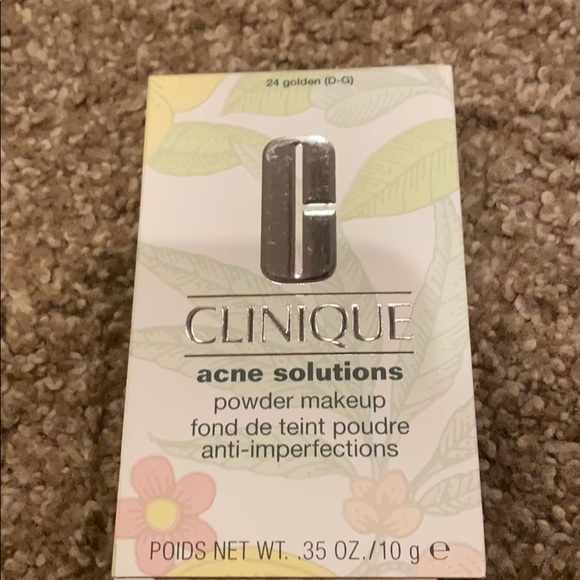 24 golden (D-G)
CLINIQUE
acne solutions
powder makeup
fond de teint poudre
anti-imperfections
POIDS NET WT. .35 OZ./10 g ℮